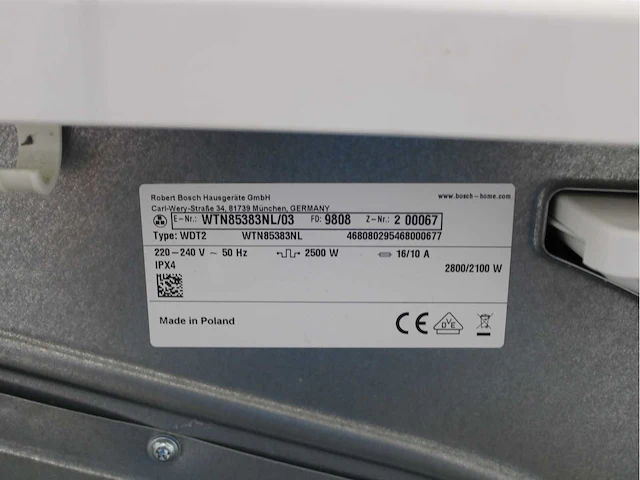 Robert Bosch Hausgeräte GmbH www.bosch-home.com
Carl-Wery-Straße 34, 81739 München, GERMANY
E-Nr.: WTN85383NL/03 FD: 9808 Z-Nr.: 2 00067
Type: WDT2 WTN85383NL 468080295468000677
220-240 V ~ 50 Hz 2500 W 16/10 A
IPX4 2800/2100 W
Made in Poland CE DVE